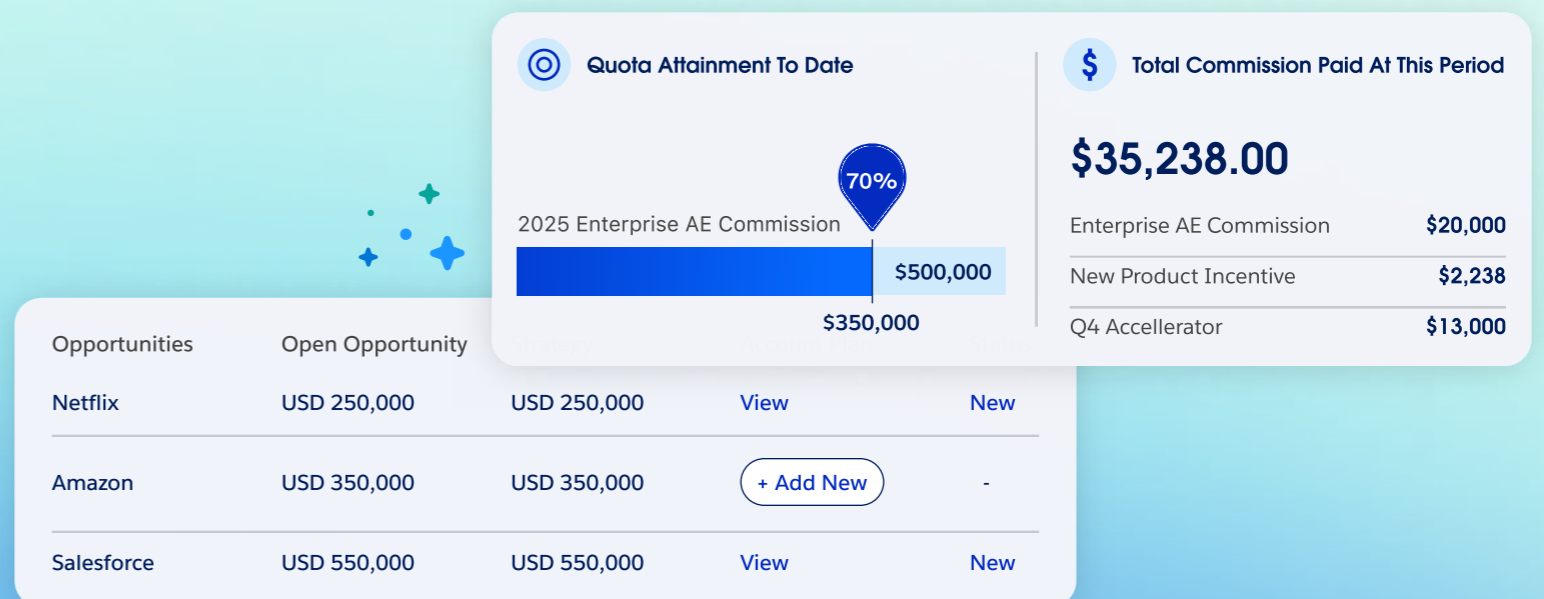 Quota Attainment To Date
70%
2025 Enterprise AE Commission
$500,000
$350,000
$ Total Commission Paid At This Period
$35,238.00
Enterprise AE Commission $20,000
New Product Incentive $2,238
Q4 Accellerator $13,000
Opportunities Open Opportunity
Netflix USD 250,000 USD 250,000 View New
Amazon USD 350,000 USD 350,000 + Add New -
Salesforce USD 550,000 USD 550,000 View New